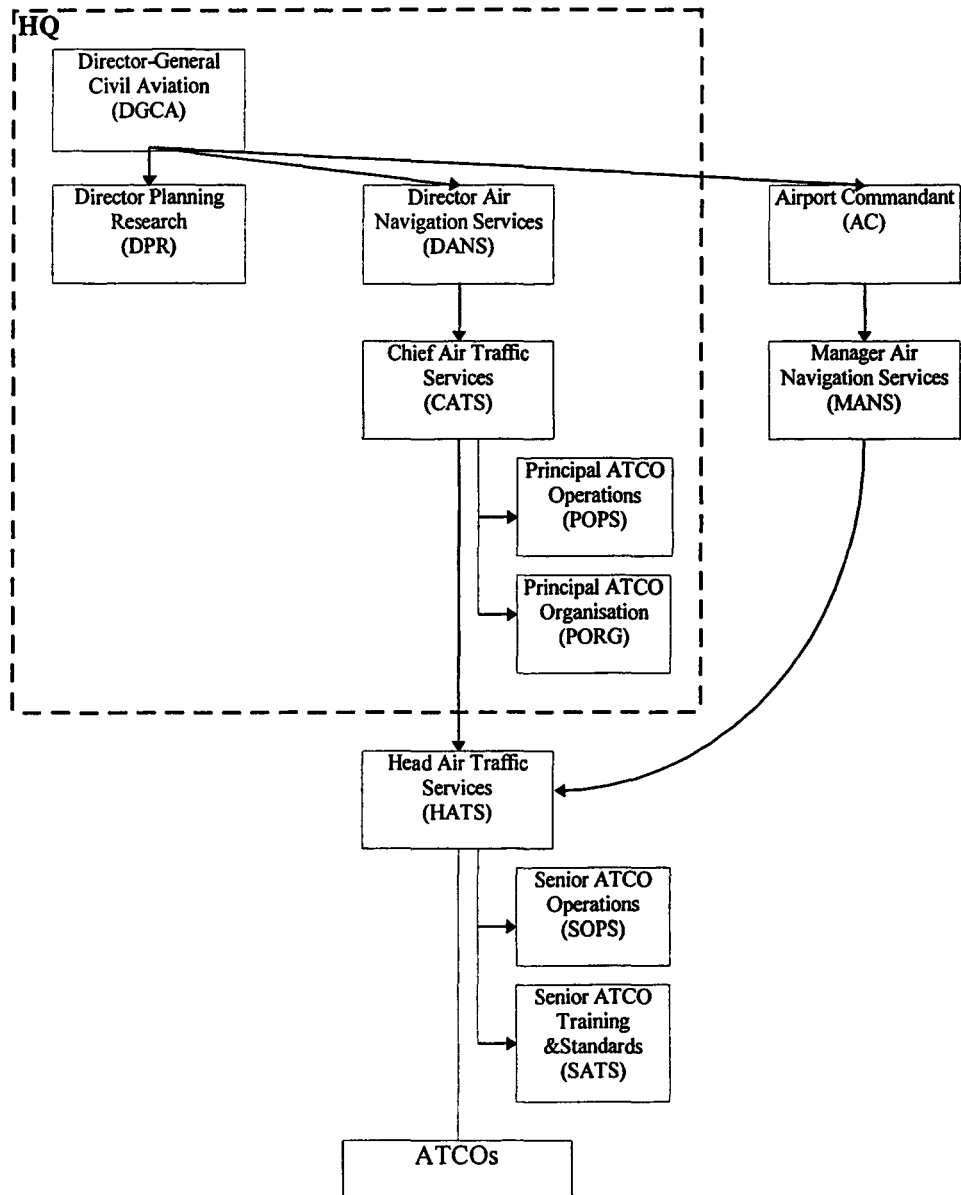 HQ
Director-General
Civil Aviation
(DGCA)
Director Planning
Research
(DPR)
Director Air
Navigation Services
(DANS)
Airport Commandant
(AC)
Chief Air Traffic
Services
(CATS)
Manager Air
Navigation Services
(MANS)
Principal ATCO
Operations
(POPS)
Principal ATCO
Organisation
(PORG)
Head Air Traffic
Services
(HATS)
Senior ATCO
Operations
(SOPS)
Senior ATCO
Training
&Standards
(SATS)
ATCOs